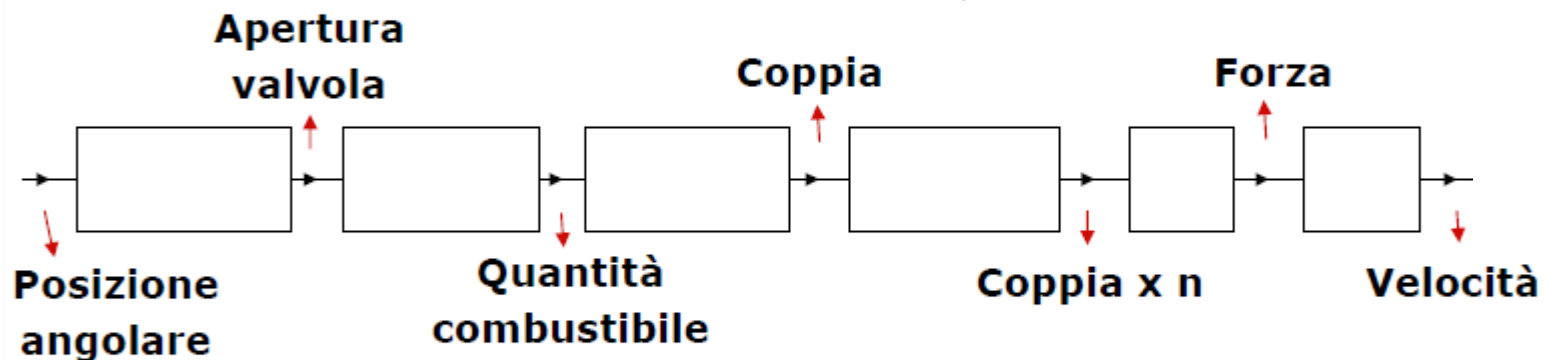 Apertura
valvola
Coppia
Forza
Posizione
angolare
Quantità
combustibile
Coppia x n
Velocità